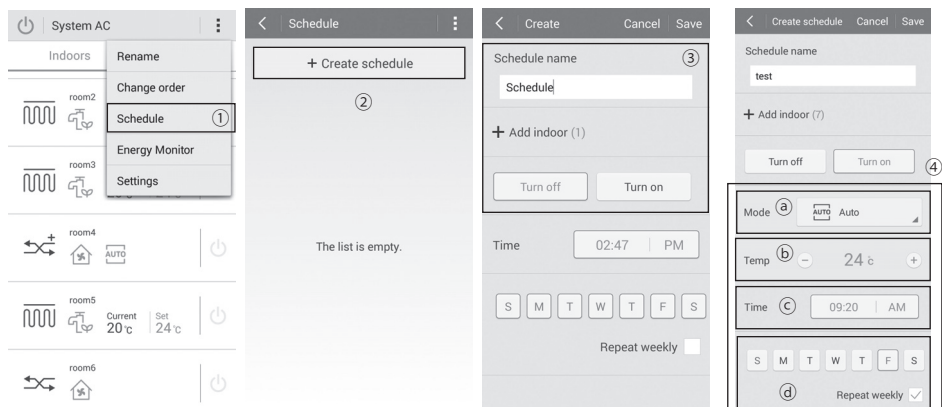 System AC
Indoors
Rename
Change order
Schedule ①
Energy Monitor
Settings
room2
room3
room4
AUTO
room5
Current Set
20℃ 24℃
room6
Schedule
+ Create schedule
②
The list is empty.
Create Cancel Save
Schedule name ③
Schedule
+ Add indoor (1)
Turn off Turn on
Time 02:47 PM
S M T W T F S
Repeat weekly
Create schedule Cancel Save
Schedule name
test
+ Add indoor (7)
Turn off Turn on
④
Mode ⓐ AUTO Auto
Temp ⓑ − 24℃ +
Time ⓒ 09:20 AM
S M T W T F S
ⓓ Repeat weekly